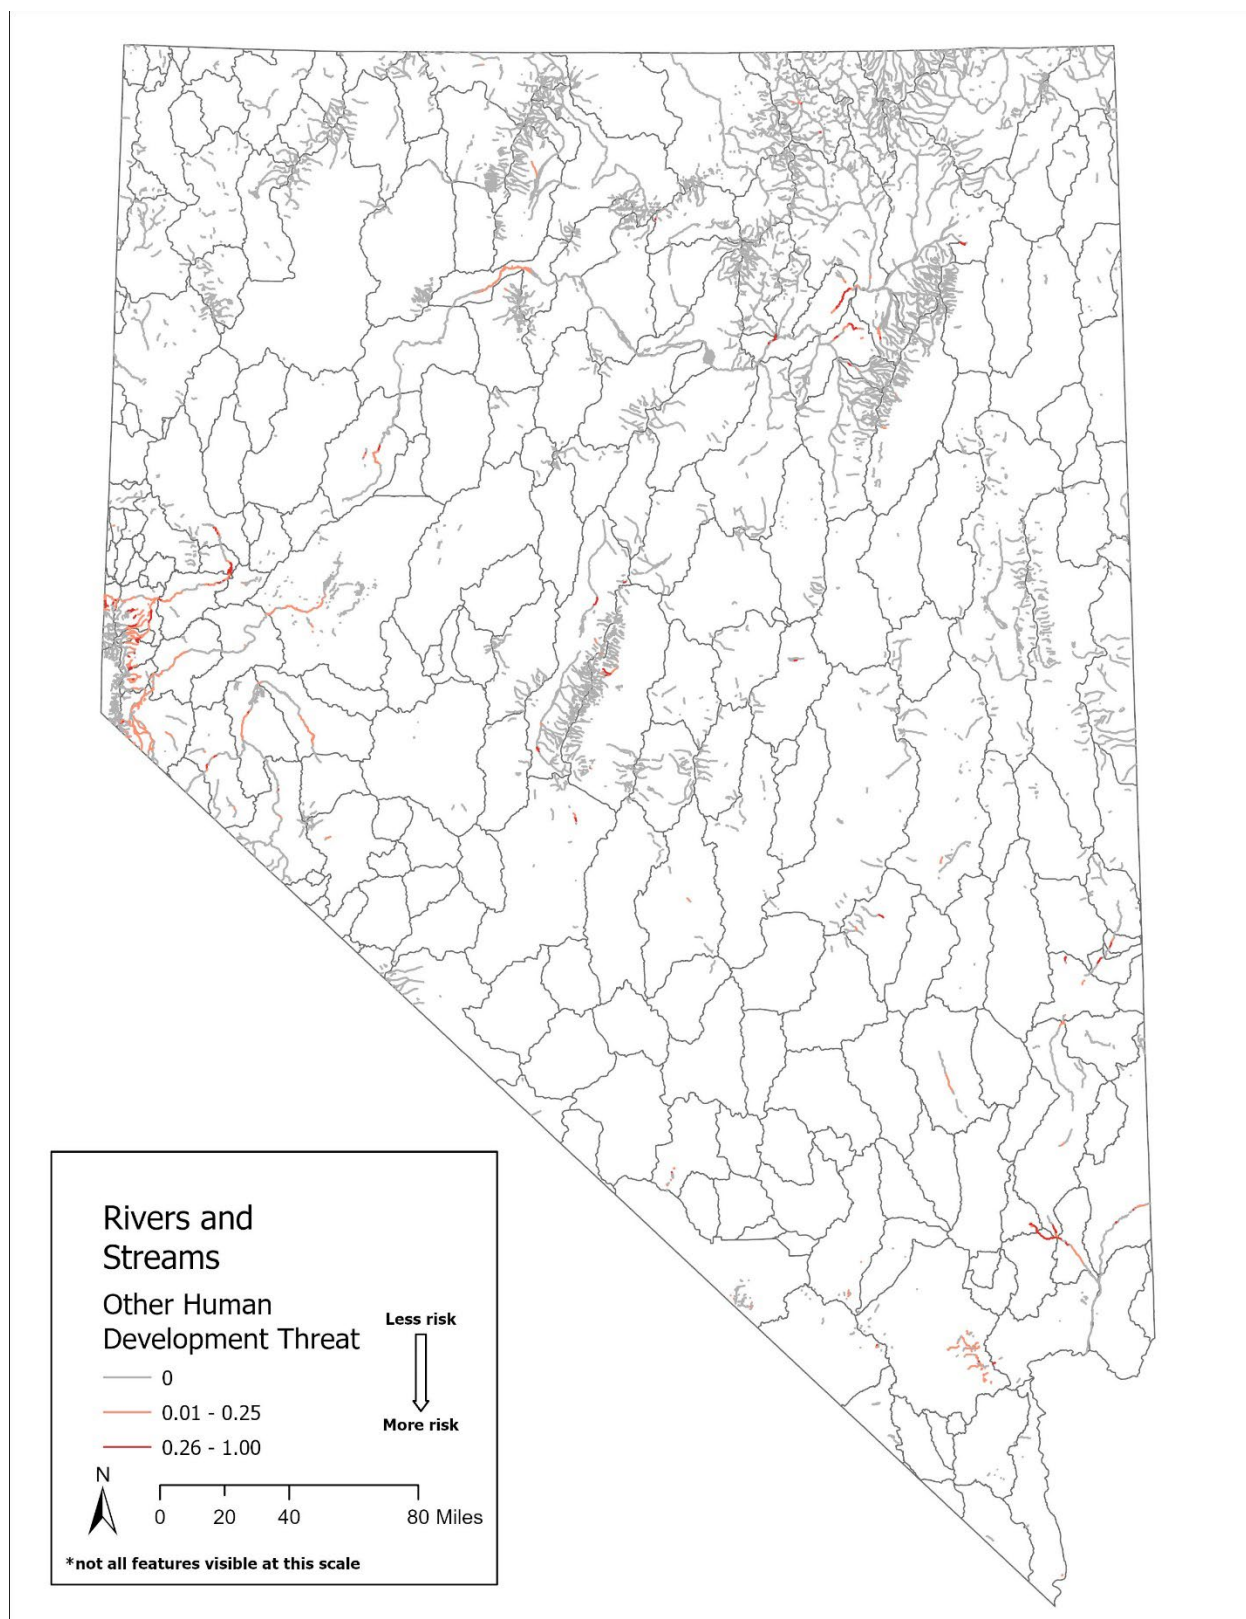 Rivers and
Streams
Other Human
Development Threat
Less risk
More risk
0
0.01 - 0.25
0.26 - 1.00
N
0 20 40 80 Miles
*not all features visible at this scale